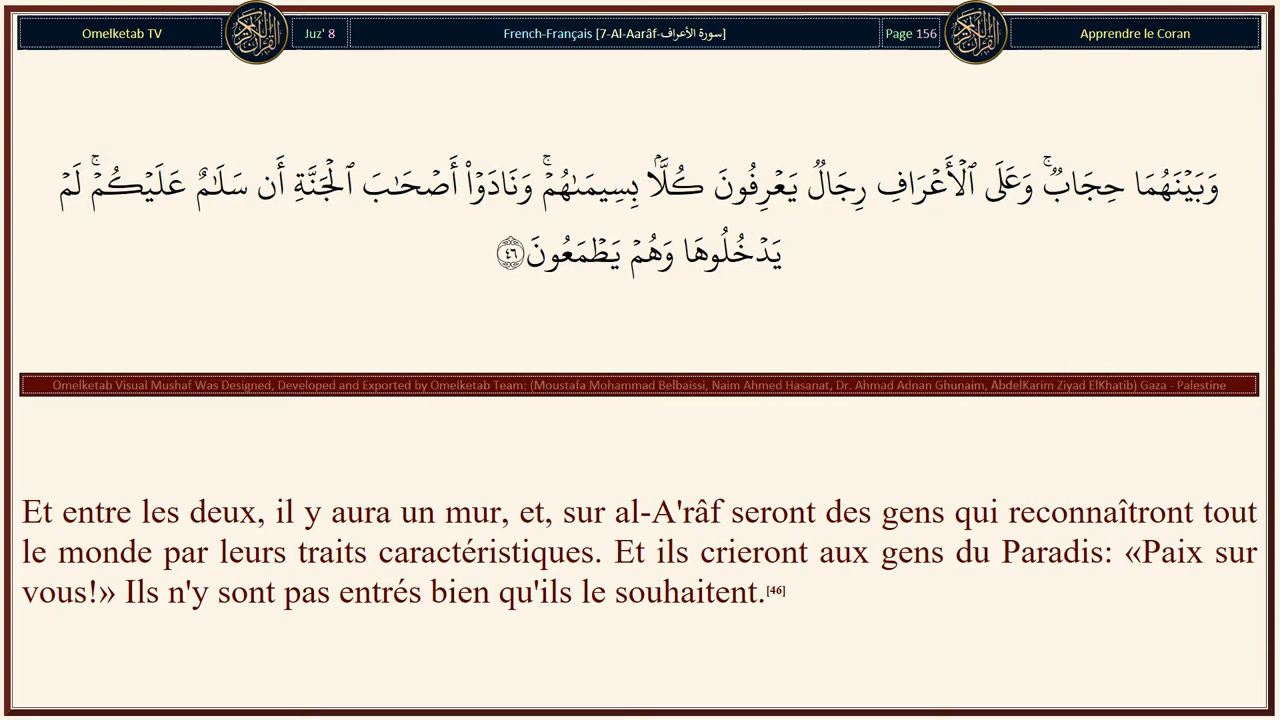 Omelketab TV
Juz' 8
French-Français [7-Al-Aarâf-سورة الأعراف]
Page 156
Apprendre le Coran
وَبَيْنَهُمَا حِجَابٌۭ ۚ وَعَلَى ٱلْأَعْرَافِ رِجَالٌۭ يَعْرِفُونَ كُلًّۢا بِسِيمَىٰهُمْ ۚ وَنَادَوْا۟ أَصْحَـٰبَ ٱلْجَنَّةِ أَن سَلَـٰمٌ عَلَيْكُمْ ۚ لَمْ
يَدْخُلُوهَا وَهُمْ يَطْمَعُونَ ٤٦
Omelketab Visual Mushaf Was Designed, Developed and Exported by Omelketab Team: (Moustafa Mohammad Belbaissi, Naim Ahmed Hasanat, Dr. Ahmad Adnan Ghunaim, AbdelKarim Ziyad ElKhatib) Gaza - Palestine
Et entre les deux, il y aura un mur, et, sur al-A'râf seront des gens qui reconnaîtront tout
le monde par leurs traits caractéristiques. Et ils crieront aux gens du Paradis: «Paix sur
vous!» Ils n'y sont pas entrés bien qu'ils le souhaitent.[46]